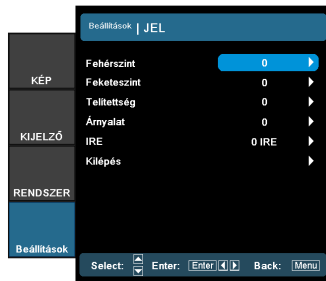 Beállítások | JEL
Fehérszint 0
Feketeszint 0
Telítettség 0
Árnyalat 0
IRE 0 IRE
Kilépés
KÉP
KIJELZŐ
RENDSZER
Beállítások
Select: Enter: Enter Back: Menu